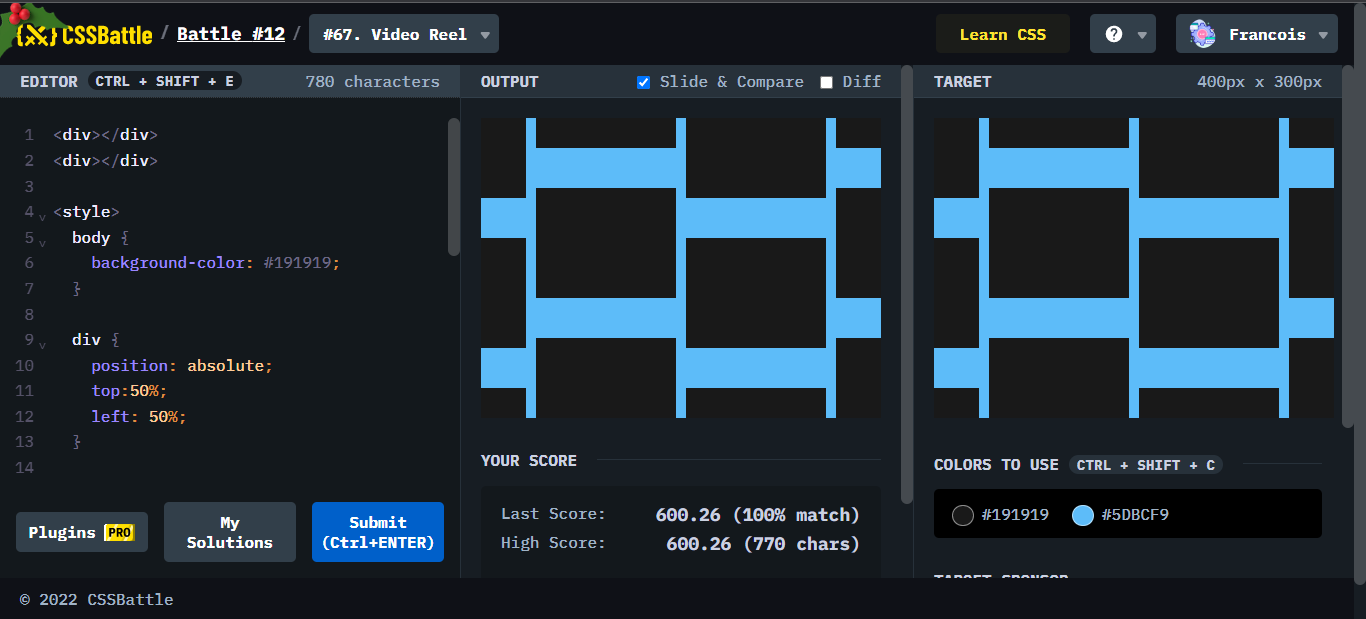 CSSBattle / Battle #12 / #67. Video Reel Learn CSS ? Francois
EDITOR CTRL + SHIFT + E 780 characters
OUTPUT Slide & Compare Diff
TARGET 400px x 300px
1 <div></div>
2 <div></div>
3
4 <style>
5 body {
6 background-color: #191919;
7 }
8
9 div {
10 position: absolute;
11 top:50%;
12 left: 50%;
13 }
14
Plugins PRO
My
Solutions
Submit
(Ctrl+ENTER)
YOUR SCORE
Last Score: 600.26 (100% match)
High Score: 600.26 (770 chars)
COLORS TO USE CTRL + SHIFT + C
#191919 #5DBCF9
TARGET SPONSOR
© 2022 CSSBattle